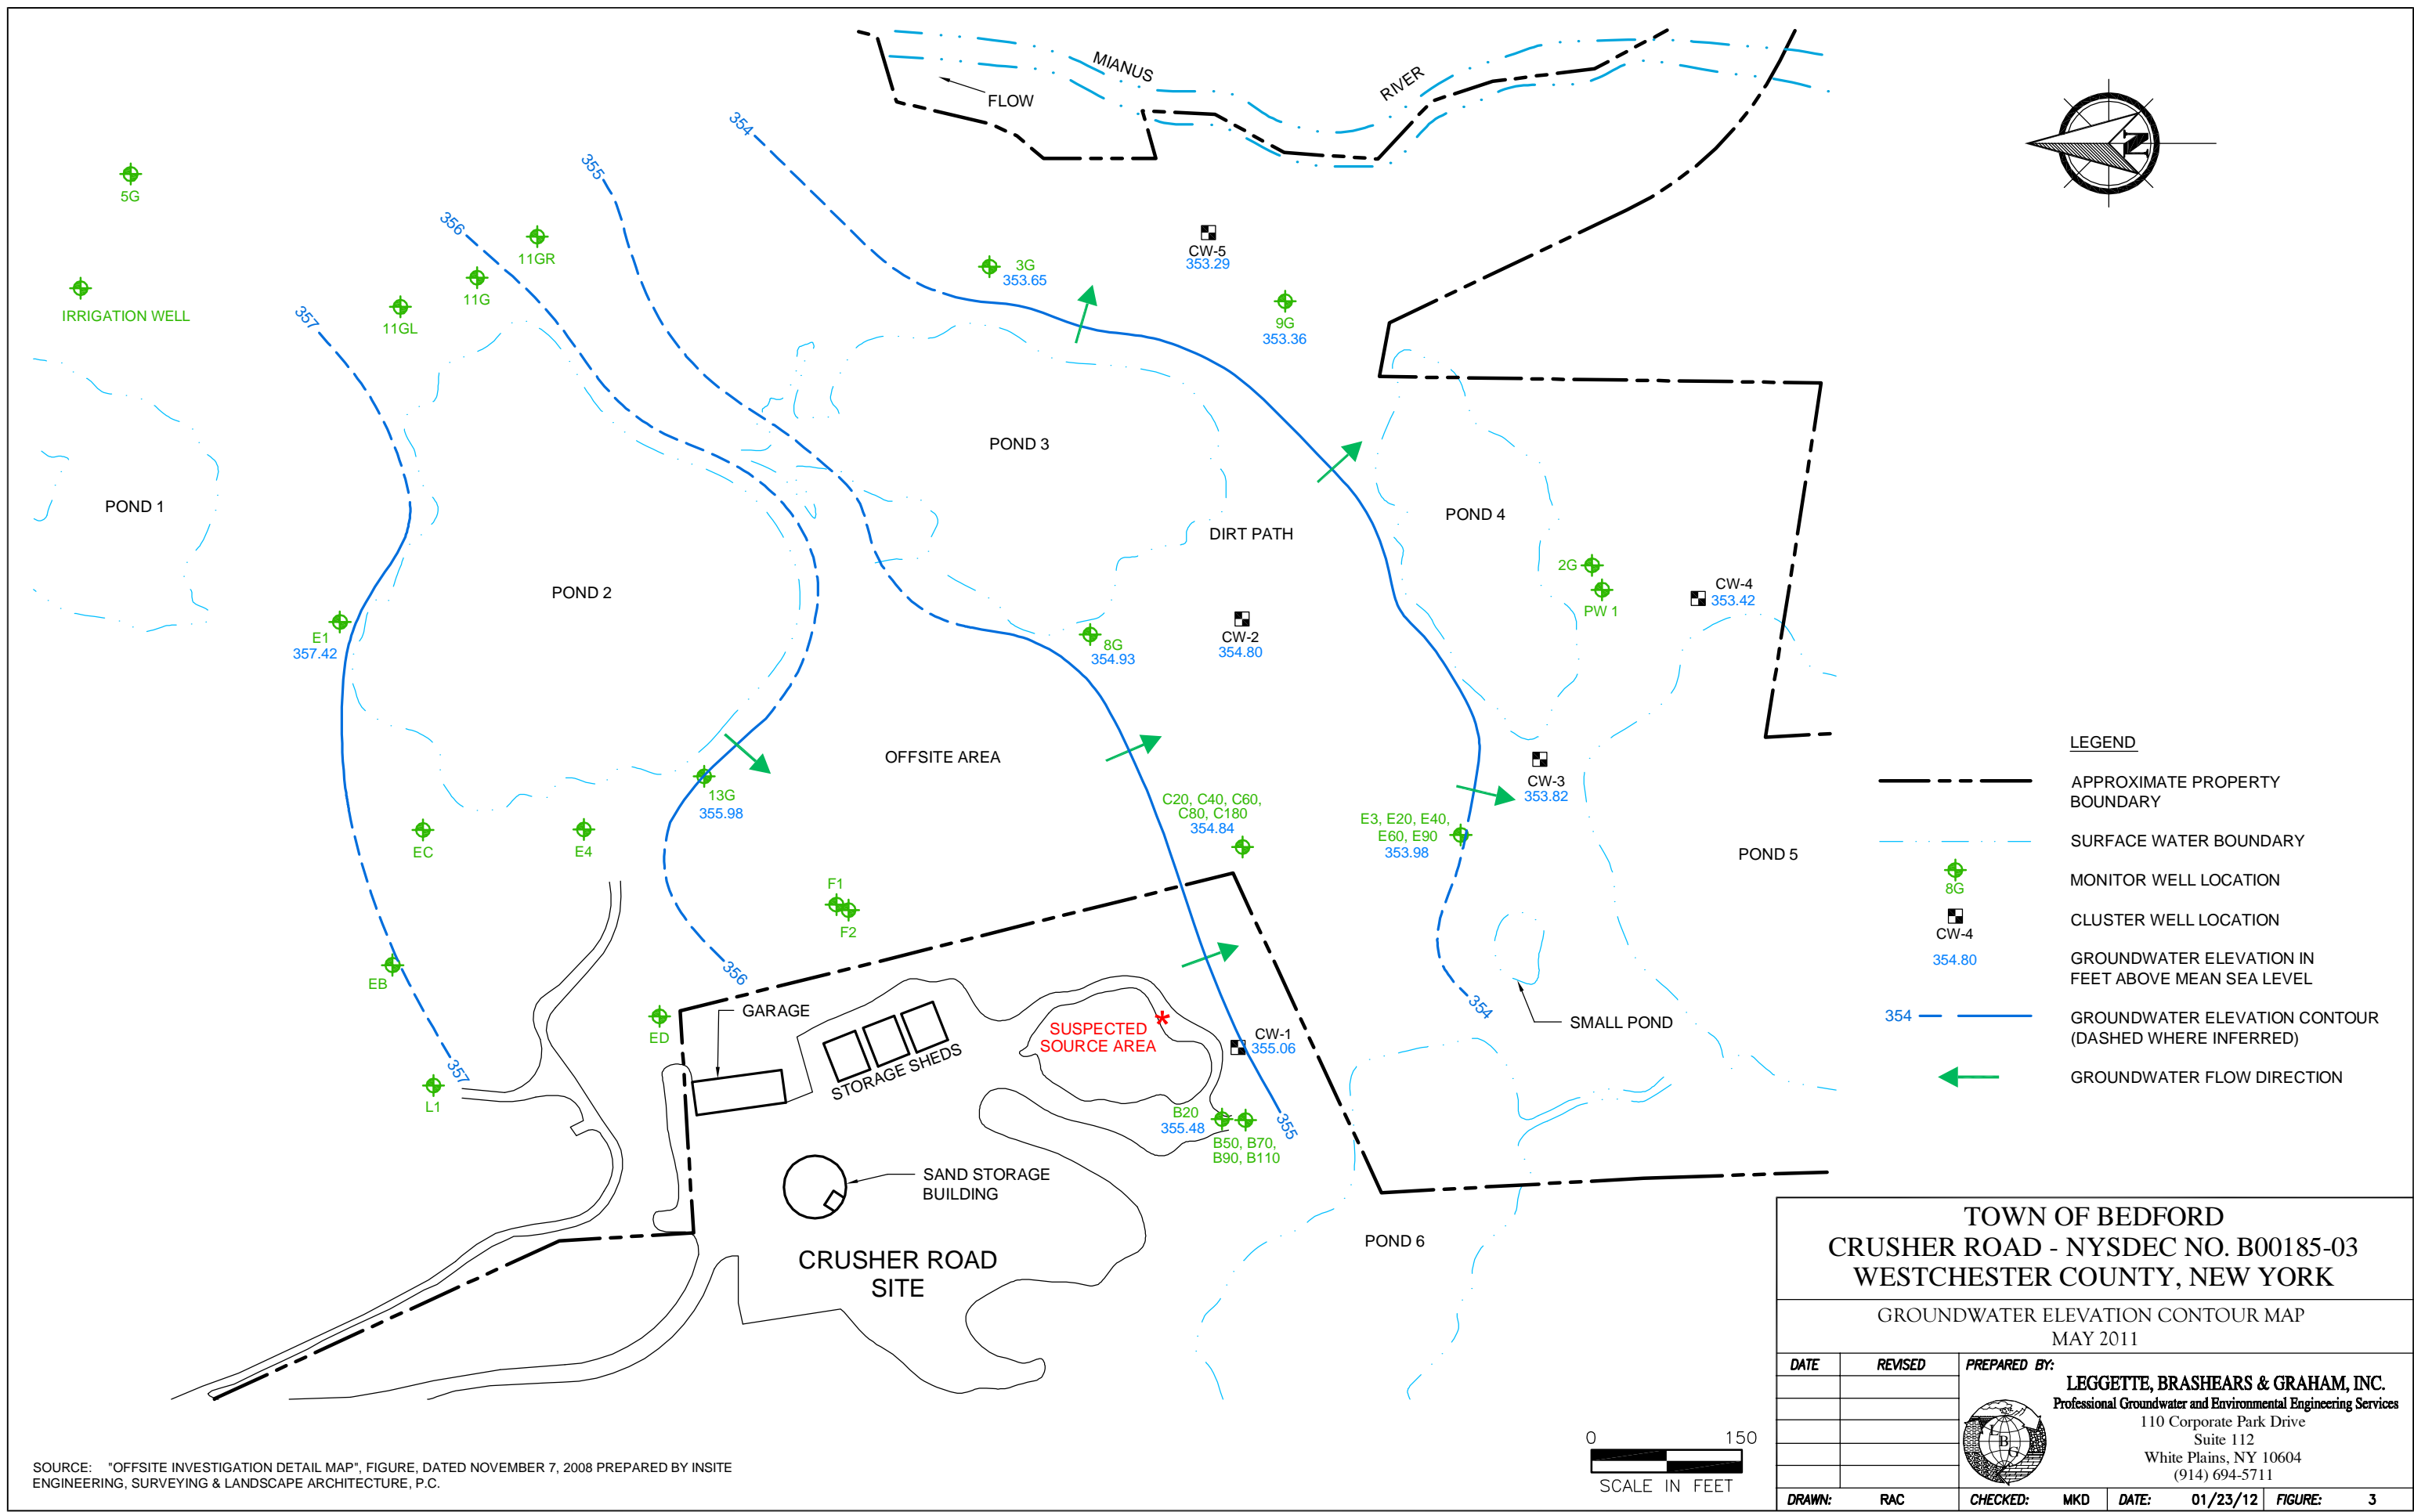 MIANUS
RIVER
FLOW
N
354
355
356
357
5G
IRRIGATION WELL
11GR
11G
11GL
3G
353.65
CW-5
353.29
9G
353.36
POND 1
POND 2
POND 3
POND 4
DIRT PATH
2G
PW 1
CW-4
353.42
E1
357.42
8G
354.93
CW-2
354.80
OFFSITE AREA
13G
355.98
CW-3
353.82
C20, C40, C60,
C80, C180
354.84
E3, E20, E40,
E60, E90
353.98
POND 5
EC
E4
F1
F2
EB
ED
L1
357
356
354
355
GARAGE
STORAGE SHEDS
SUSPECTED
SOURCE AREA
*
CW-1
355.06
SMALL POND
B20
355.48
B50, B70,
B90, B110
SAND STORAGE
BUILDING
CRUSHER ROAD
SITE
POND 6
LEGEND
APPROXIMATE PROPERTY
BOUNDARY
SURFACE WATER BOUNDARY
8G
MONITOR WELL LOCATION
CW-4
CLUSTER WELL LOCATION
354.80
GROUNDWATER ELEVATION IN
FEET ABOVE MEAN SEA LEVEL
354
GROUNDWATER ELEVATION CONTOUR
(DASHED WHERE INFERRED)
GROUNDWATER FLOW DIRECTION
TOWN OF BEDFORD
CRUSHER ROAD - NYSDEC NO. B00185-03
WESTCHESTER COUNTY, NEW YORK
GROUNDWATER ELEVATION CONTOUR MAP
MAY 2011
DATE REVISED PREPARED BY:
LEGGETTE, BRASHEARS & GRAHAM, INC.
Professional Groundwater and Environmental Engineering Services
110 Corporate Park Drive
Suite 112
White Plains, NY 10604
(914) 694-5711
L B G
DRAWN: RAC CHECKED: MKD DATE: 01/23/12 FIGURE: 3
0 150
SCALE IN FEET
SOURCE: "OFFSITE INVESTIGATION DETAIL MAP", FIGURE, DATED NOVEMBER 7, 2008 PREPARED BY INSITE
ENGINEERING, SURVEYING & LANDSCAPE ARCHITECTURE, P.C.